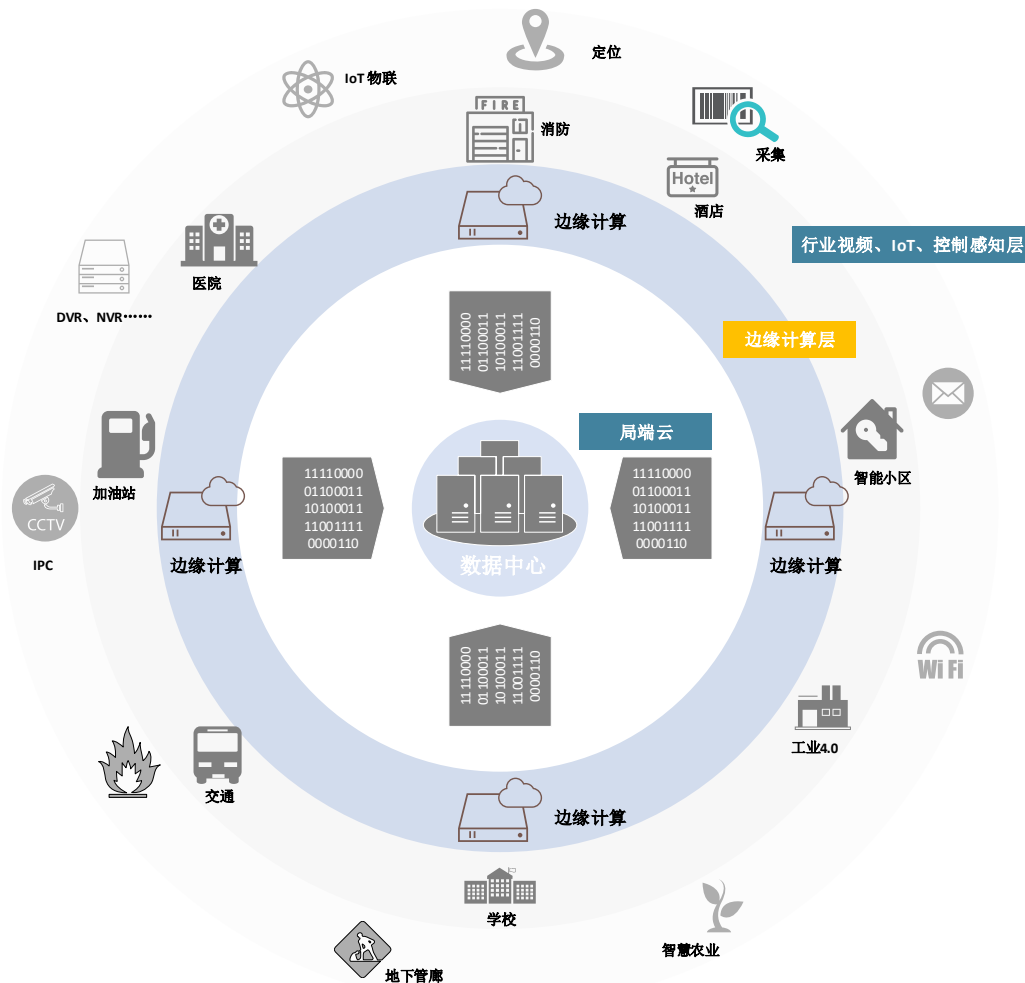 定位
IoT 物联
FIRE
消防
采集
Hotel
酒店
边缘计算
行业视频、IoT、控制感知层
医院
DVR、NVR……
11110000
01100011
10100011
11001111
0000110
边缘计算层
局端云
加油站
智能小区
CCTV
IPC
11110000
01100011
10100011
11001111
0000110
11110000
01100011
10100011
11001111
0000110
边缘计算
数据中心
边缘计算
11110000
01100011
10100011
11001111
0000110
Wi Fi
工业4.0
交通
边缘计算
学校
智慧农业
地下管廊